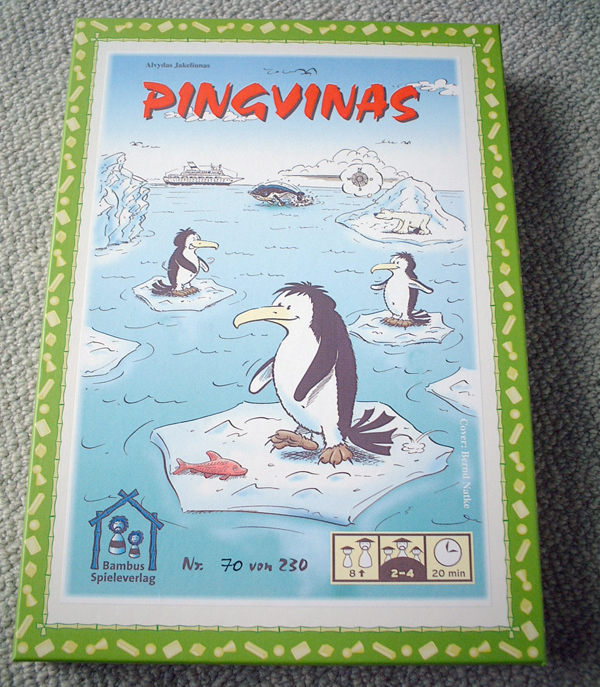 Alvydas Jakeliunas
PINGVINAS
Cover: Bernd Natke
Bambus
Spieleverlag
Nr. 70 von 230
8↑
2–4
20 min